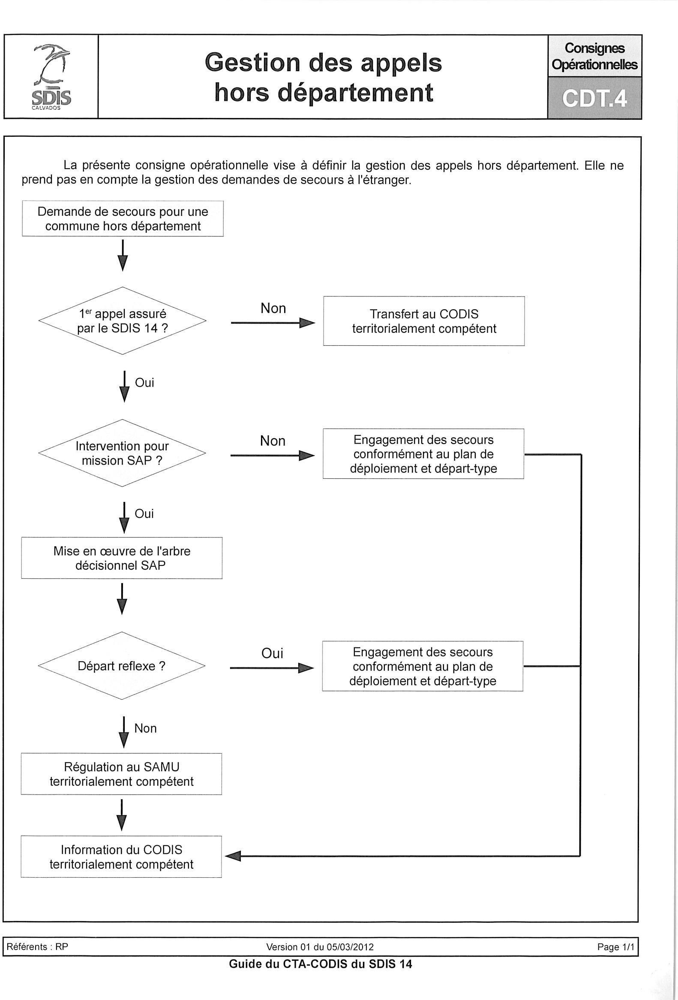 SDIS
CALVADOS
Gestion des appels
hors département
Consignes
Opérationnelles
CDT.4
La présente consigne opérationnelle vise à définir la gestion des appels hors département. Elle ne
prend pas en compte la gestion des demandes de secours à l'étranger.
Demande de secours pour une
commune hors département
1er appel assuré
par le SDIS 14 ?
Non
Transfert au CODIS
territorialement compétent
Oui
Intervention pour
mission SAP ?
Non
Engagement des secours
conformément au plan de
déploiement et départ-type
Oui
Mise en œuvre de l'arbre
décisionnel SAP
Départ reflexe ?
Oui
Engagement des secours
conformément au plan de
déploiement et départ-type
Non
Régulation au SAMU
territorialement compétent
Information du CODIS
territorialement compétent
Référents : RP
Version 01 du 05/03/2012
Page 1/1
Guide du CTA-CODIS du SDIS 14